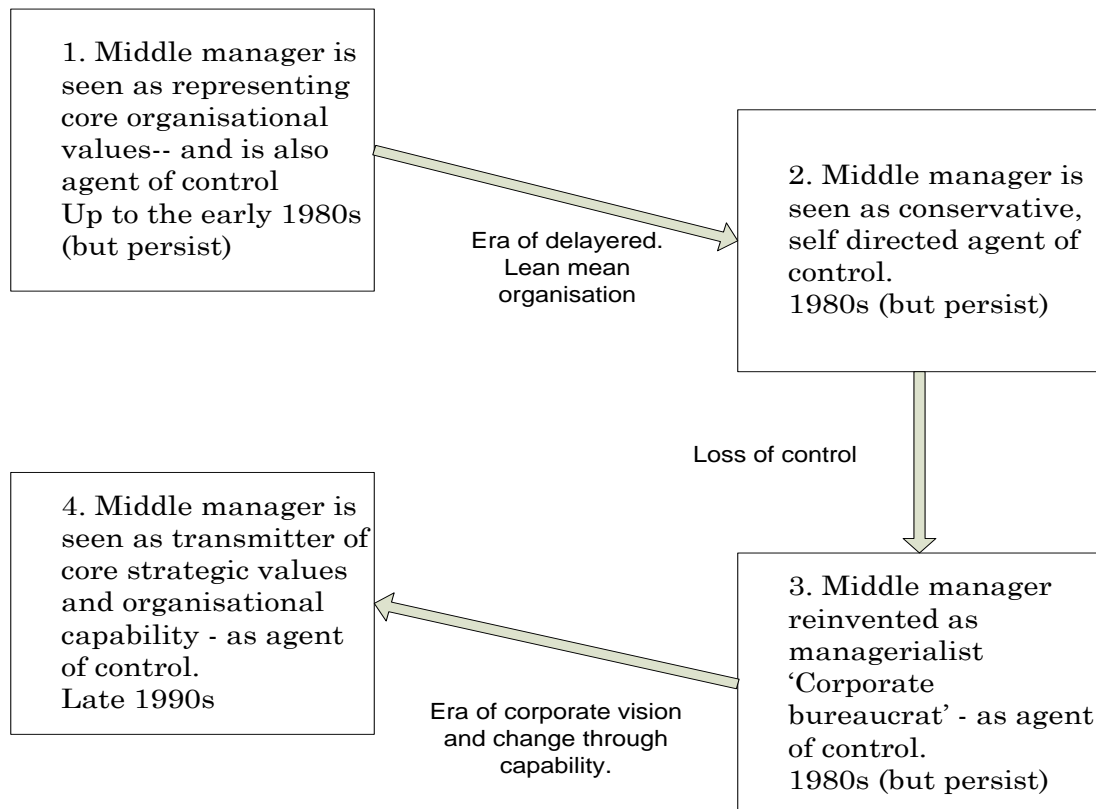 1. Middle manager is
seen as representing
core organisational
values-- and is also
agent of control
Up to the early 1980s
(but persist)
Era of delayered.
Lean mean
organisation
2. Middle manager is
seen as conservative,
self directed agent of
control.
1980s (but persist)
Loss of control
3. Middle manager
reinvented as
managerialist
‘Corporate
bureaucrat’ - as agent
of control.
1980s (but persist)
Era of corporate vision
and change through
capability.
4. Middle manager is
seen as transmitter of
core strategic values
and organisational
capability - as agent
of control.
Late 1990s